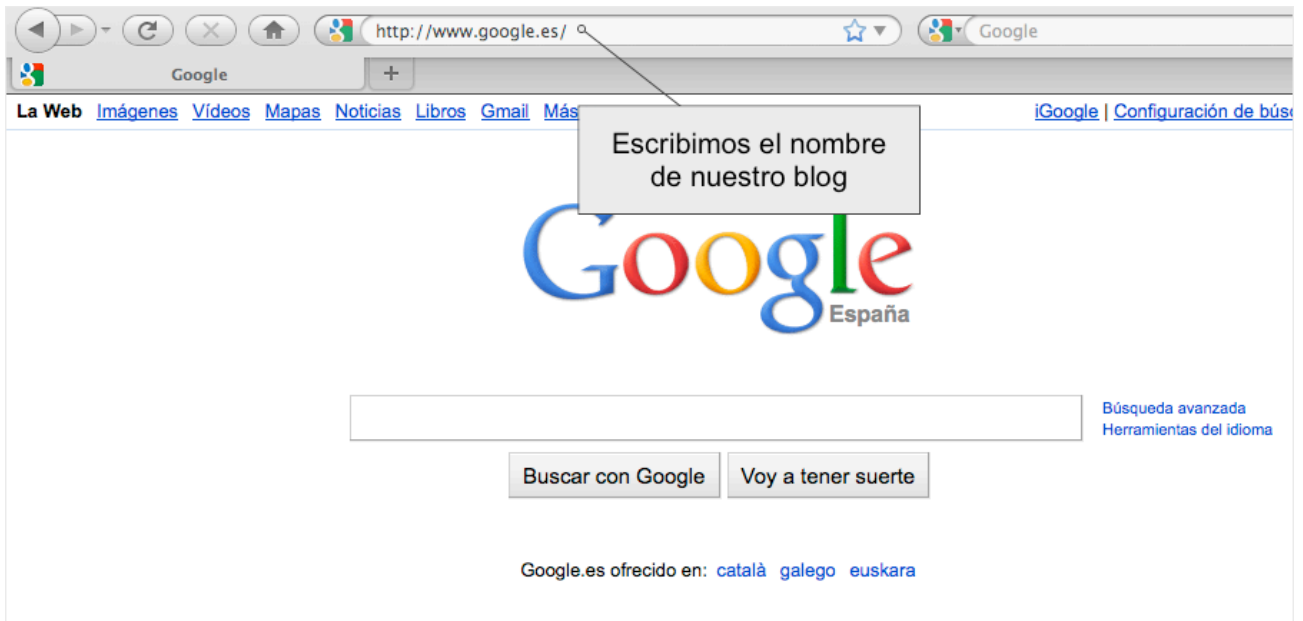 http://www.google.es/
Google
Google
+
La Web Imágenes Vídeos Mapas Noticias Libros Gmail Más
iGoogle | Configuración de bús
Escribimos el nombre
de nuestro blog
Google
España
Búsqueda avanzada
Herramientas del idioma
Buscar con Google Voy a tener suerte
Google.es ofrecido en: català galego euskara